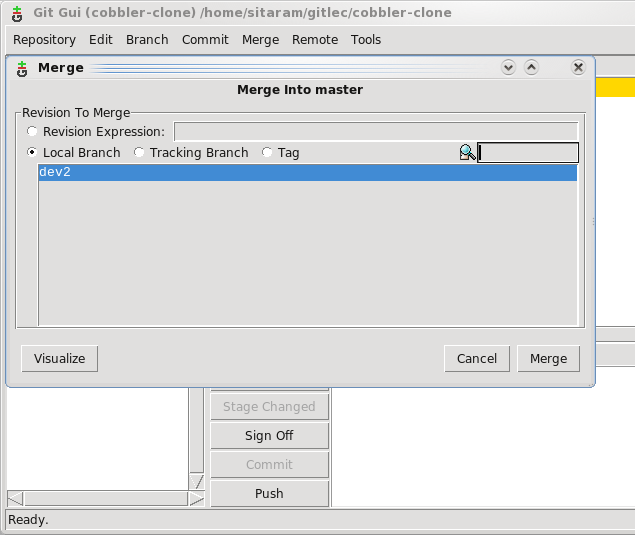 Git Gui (cobbler-clone) /home/sitaram/gitlec/cobbler-clone
Repository Edit Branch Commit Merge Remote Tools
Merge
Merge Into master
Revision To Merge
Revision Expression:
Local Branch Tracking Branch Tag
dev2
Visualize Cancel Merge
Stage Changed
Sign Off
Commit
Push
Ready.